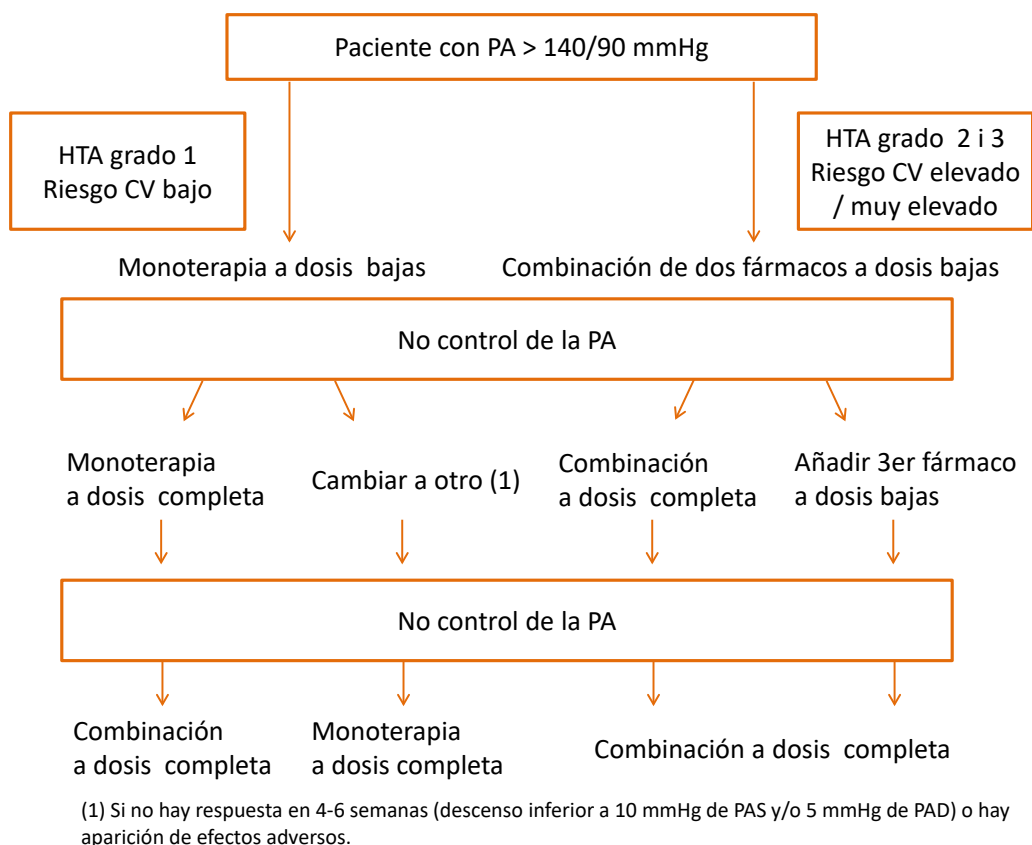 Paciente con PA > 140/90 mmHg
HTA grado 1
Riesgo CV bajo
HTA grado 2 i 3
Riesgo CV elevado
/ muy elevado
Monoterapia a dosis bajas
Combinación de dos fármacos a dosis bajas
No control de la PA
Monoterapia
a dosis completa
Cambiar a otro (1)
Combinación
a dosis completa
Añadir 3er fármaco
a dosis bajas
No control de la PA
Combinación
a dosis completa
Monoterapia
a dosis completa
Combinación a dosis completa
(1) Si no hay respuesta en 4-6 semanas (descenso inferior a 10 mmHg de PAS y/o 5 mmHg de PAD) o hay
aparición de efectos adversos.